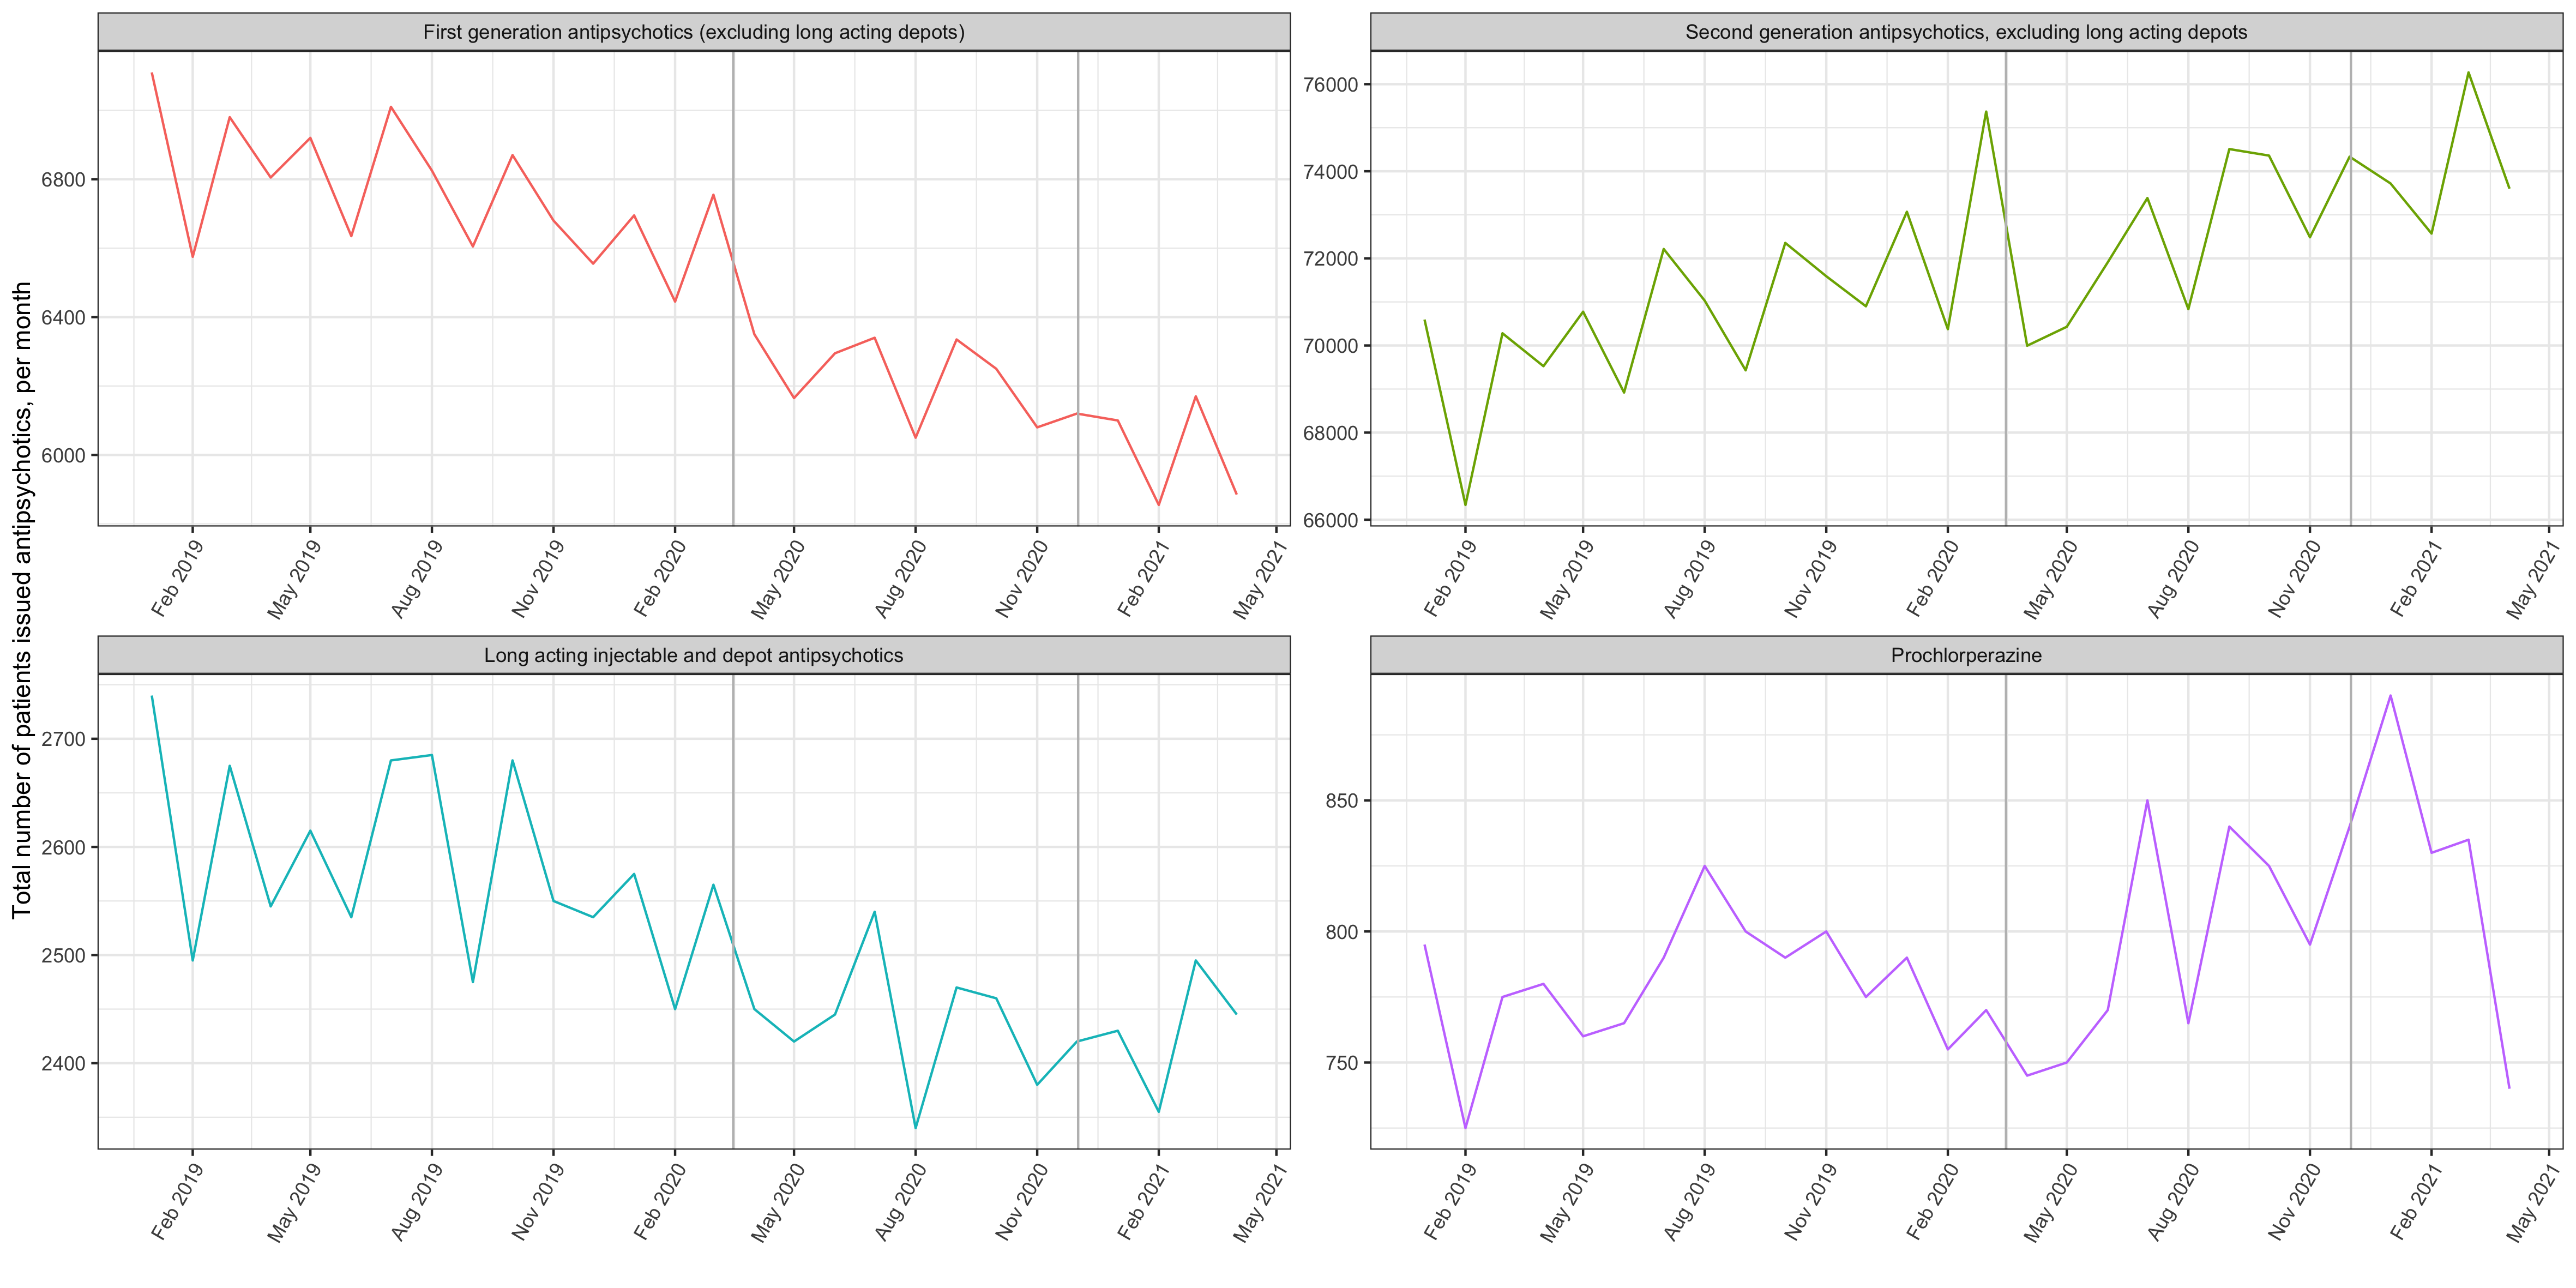 Total number of patients issued antipsychotics, per month
First generation antipsychotics (excluding long acting depots)
6800
6400
6000
Feb 2019
May 2019
Aug 2019
Nov 2019
Feb 2020
May 2020
Aug 2020
Nov 2020
Feb 2021
May 2021
Second generation antipsychotics, excluding long acting depots
76000
74000
72000
70000
68000
66000
Feb 2019
May 2019
Aug 2019
Nov 2019
Feb 2020
May 2020
Aug 2020
Nov 2020
Feb 2021
May 2021
Long acting injectable and depot antipsychotics
2700
2600
2500
2400
Feb 2019
May 2019
Aug 2019
Nov 2019
Feb 2020
May 2020
Aug 2020
Nov 2020
Feb 2021
May 2021
Prochlorperazine
850
800
750
Feb 2019
May 2019
Aug 2019
Nov 2019
Feb 2020
May 2020
Aug 2020
Nov 2020
Feb 2021
May 2021